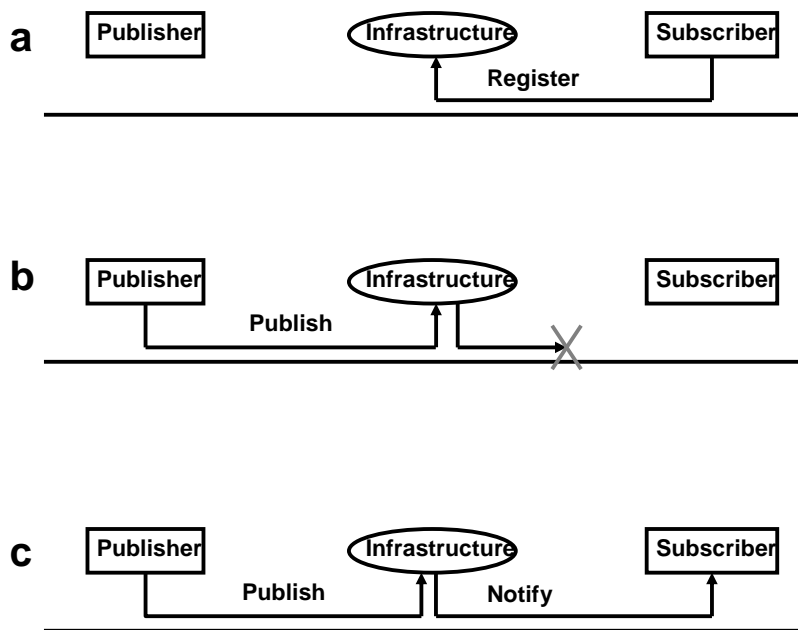 a
Publisher Infrastructure Subscriber
Register
b
Publisher Infrastructure Subscriber
Publish
c
Publisher Infrastructure Subscriber
Publish Notify